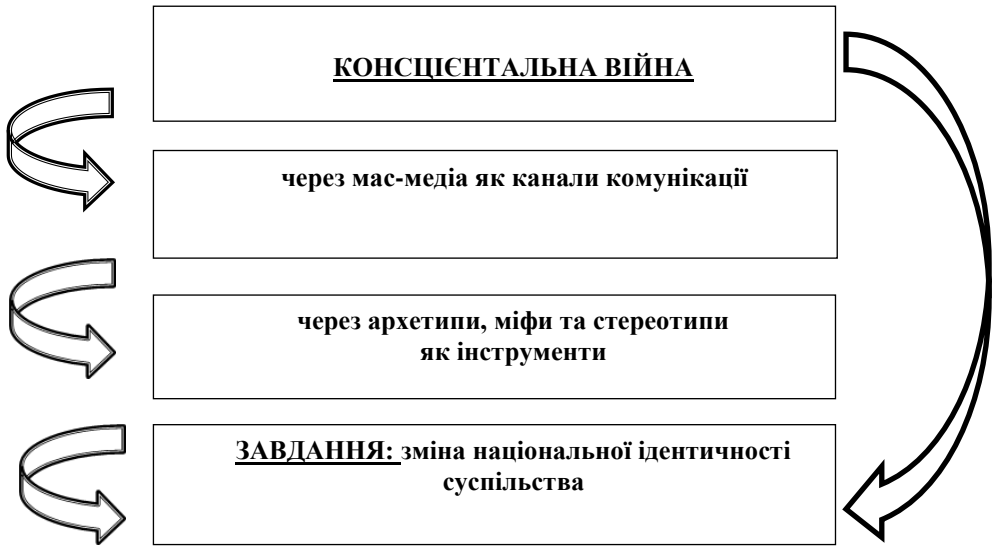 КОНСЦІЄНТАЛЬНА ВІЙНА
через мас-медіа як канали комунікації
через архетипи, міфи та стереотипи
як інструменти
ЗАВДАННЯ: зміна національної ідентичності
суспільства